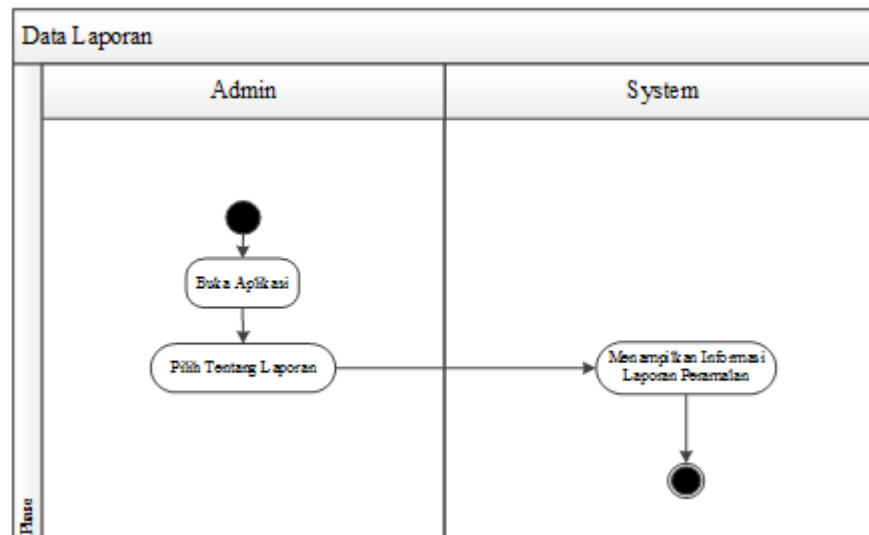 Data Laporan
Admin
System
Buka Aplikasi
Pilih Tentang Laporan
Menampilkan Informasi
Laporan Peramalan
Phase